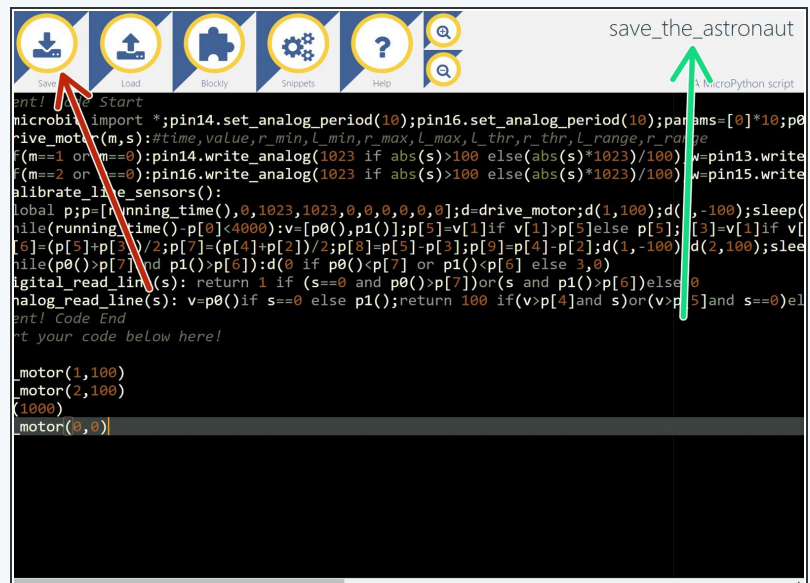 save_the_astronaut
Save
Load
Blockly
Snippets
Help
?
A MicroPython script
ent! Code Start
microbit import *;pin14.set_analog_period(10);pin16.set_analog_period(10);params=[0]*10;p0
rive_motor(m,s):#time,value,r_min,l_min,r_max,l_max,l_thr,r_thr,l_range,r_range
f(m==1 or m==0):pin14.write_analog(1023 if abs(s)>100 else(abs(s)*1023)/100);w=pin13.write
f(m==2 or m==0):pin16.write_analog(1023 if abs(s)>100 else(abs(s)*1023)/100);w=pin15.write
alibrate_line_sensors():
lobal p;p=[running_time(),0,1023,1023,0,0,0,0,0,0];d=drive_motor;d(1,100);d( ,-100);sleep(
hile(running_time()-p[0]<4000):v=[p0(),p1()];p[5]=v[1]if v[1]>p[5]else p[5]; [3]=v[1]if v[
[6]=(p[5]+p[3])/2;p[7]=(p[4]+p[2])/2;p[8]=p[5]-p[3];p[9]=p[4]-p[2];d(1,-100) d(2,100);slee
hile(p0()>p[7] nd p1()>p[6]):d(0 if p0()<p[7] or p1()<p[6] else 3,0)
igital_read_line(s): return 1 if (s==0 and p0()>p[7])or(s and p1()>p[6])else 0
nalog_read_line(s): v=p0()if s==0 else p1();return 100 if(v>p[4]and s)or(v>p[5]and s==0)el
ent! Code End
rt your code below here!
_motor(1,100)
_motor(2,100)
(1000)
_motor(0,0)